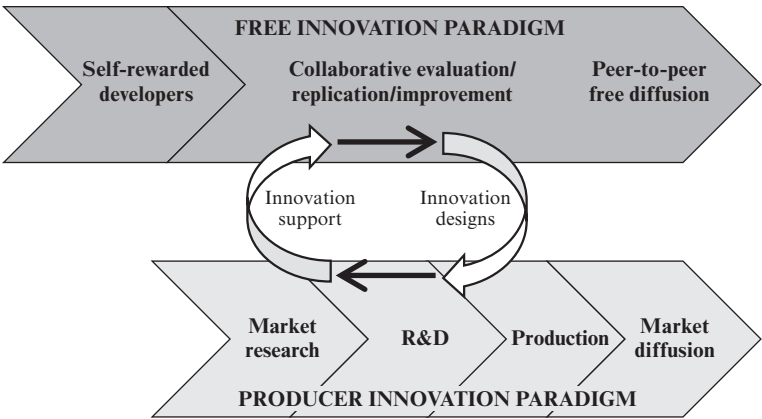 FREE INNOVATION PARADIGM
Self-rewarded
developers
Collaborative evaluation/
replication/improvement
Peer-to-peer
free diffusion
Innovation
support
Innovation
designs
Market
research
R&D
Production
Market
diffusion
PRODUCER INNOVATION PARADIGM